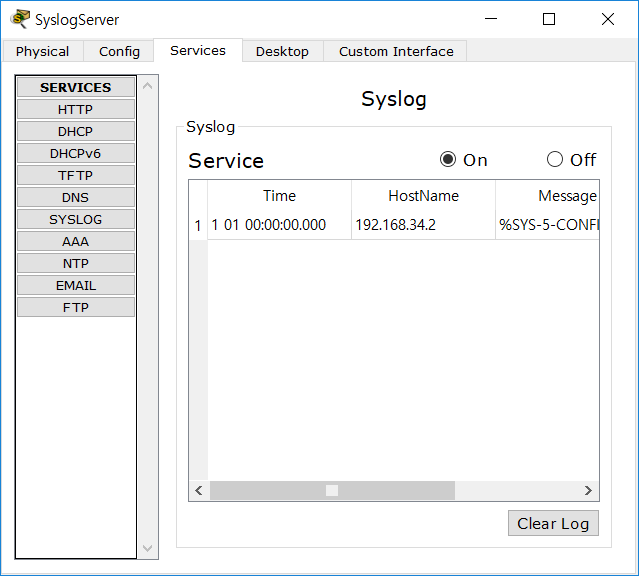 SyslogServer
Physical Config Services Desktop Custom Interface
SERVICES
HTTP
DHCP
DHCPv6
TFTP
DNS
SYSLOG
AAA
NTP
EMAIL
FTP
Syslog
Syslog
Service On Off
Time HostName Message
1 1 01 00:00:00.000 192.168.34.2 %SYS-5-CONFI
Clear Log